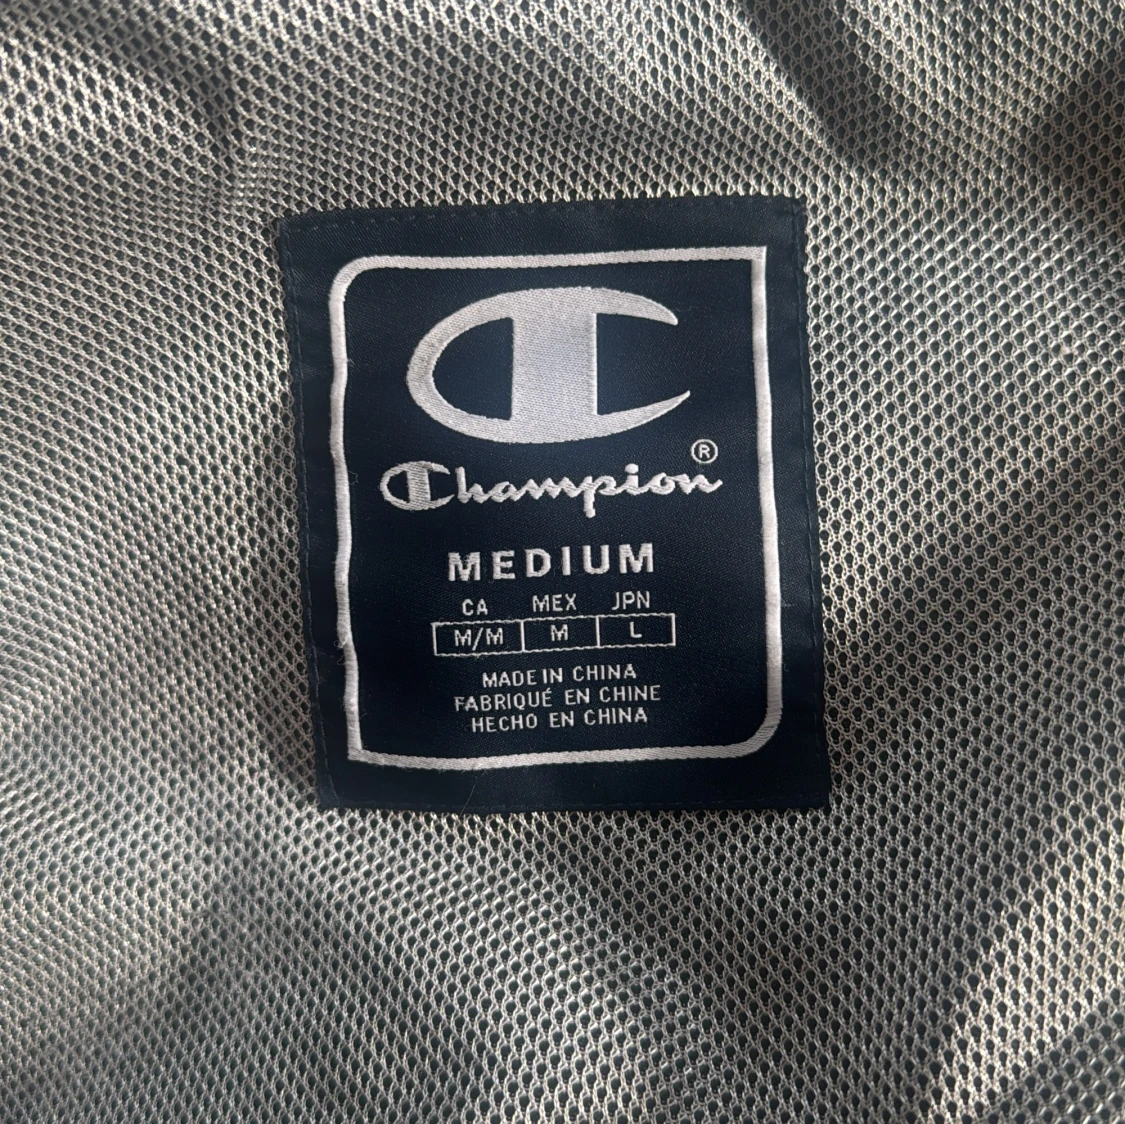 Champion®
MEDIUM
CA MEX JPN
M/M M L
MADE IN CHINA
FABRIQUÉ EN CHINE
HECHO EN CHINA